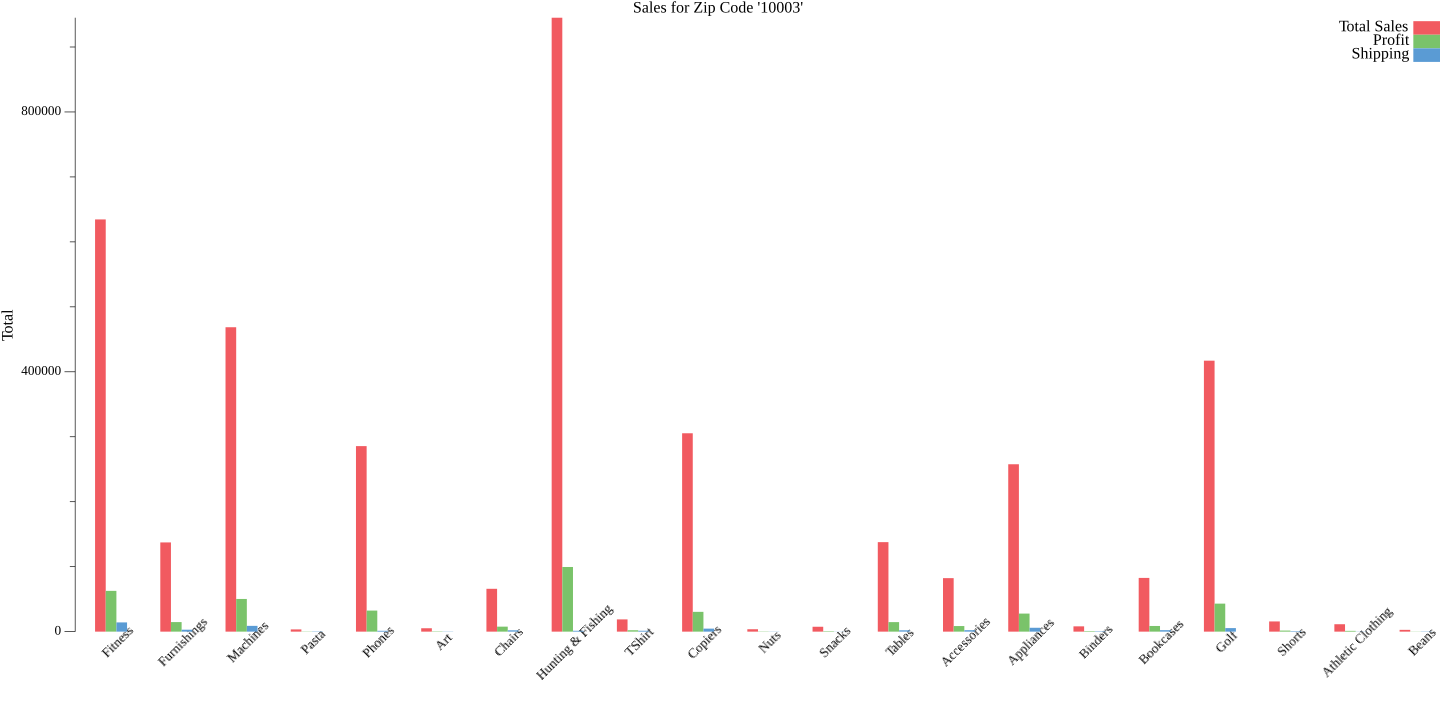 Sales for Zip Code '10003'
Total Sales
Profit
Shipping
Total
800000
400000
0
Fitness
Furnishings
Machines
Pasta
Phones
Art
Chairs
Hunting & Fishing
TShirt
Copiers
Nuts
Snacks
Tables
Accessories
Appliances
Binders
Bookcases
Golf
Shorts
Athletic Clothing
Beans